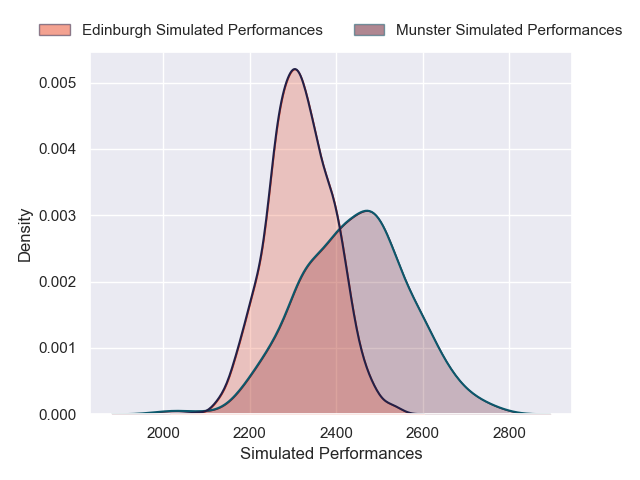 Edinburgh Simulated Performances
Munster Simulated Performances
Density
0.005
0.004
0.003
0.002
0.001
0.000
2000
2200
2400
2600
2800
Simulated Performances